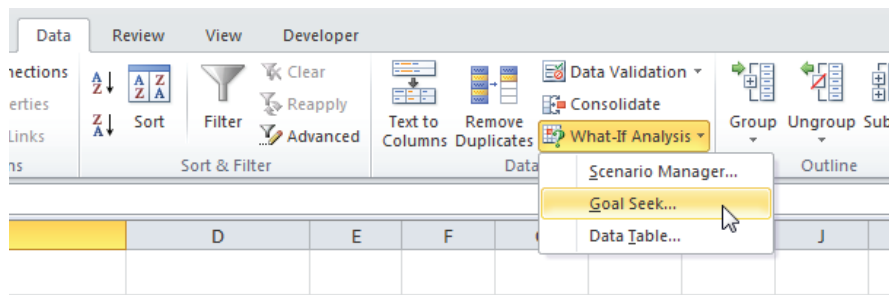 Data Review View Developer
nections
erties
Links
ns
A Z
Z A
Sort
Filter
Clear
Reapply
Advanced
Sort & Filter
Text to
Columns
Remove
Duplicates
Data Validation
Consolidate
What-If Analysis
Data
Scenario Manager...
Goal Seek...
Data Table...
Group
Ungroup
Sub
Outline
D E F J